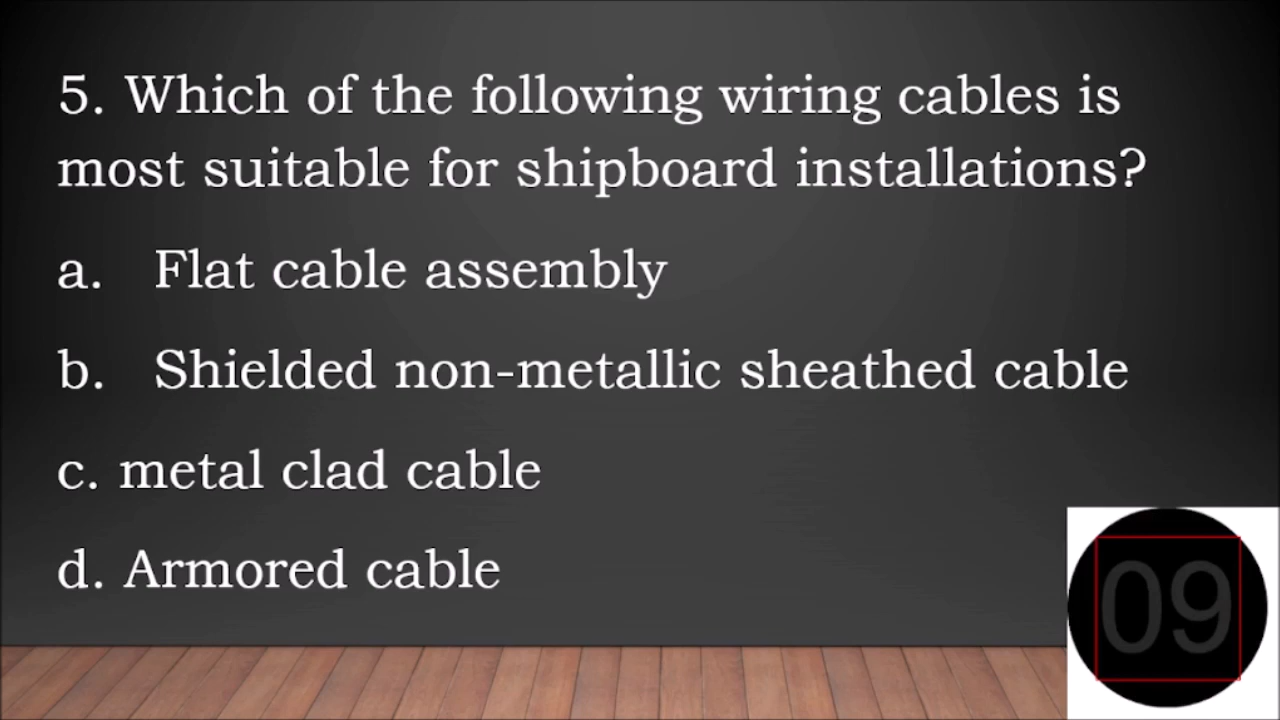 5. Which of the following wiring cables is
most suitable for shipboard installations?
a. Flat cable assembly
b. Shielded non-metallic sheathed cable
c. metal clad cable
d. Armored cable
09